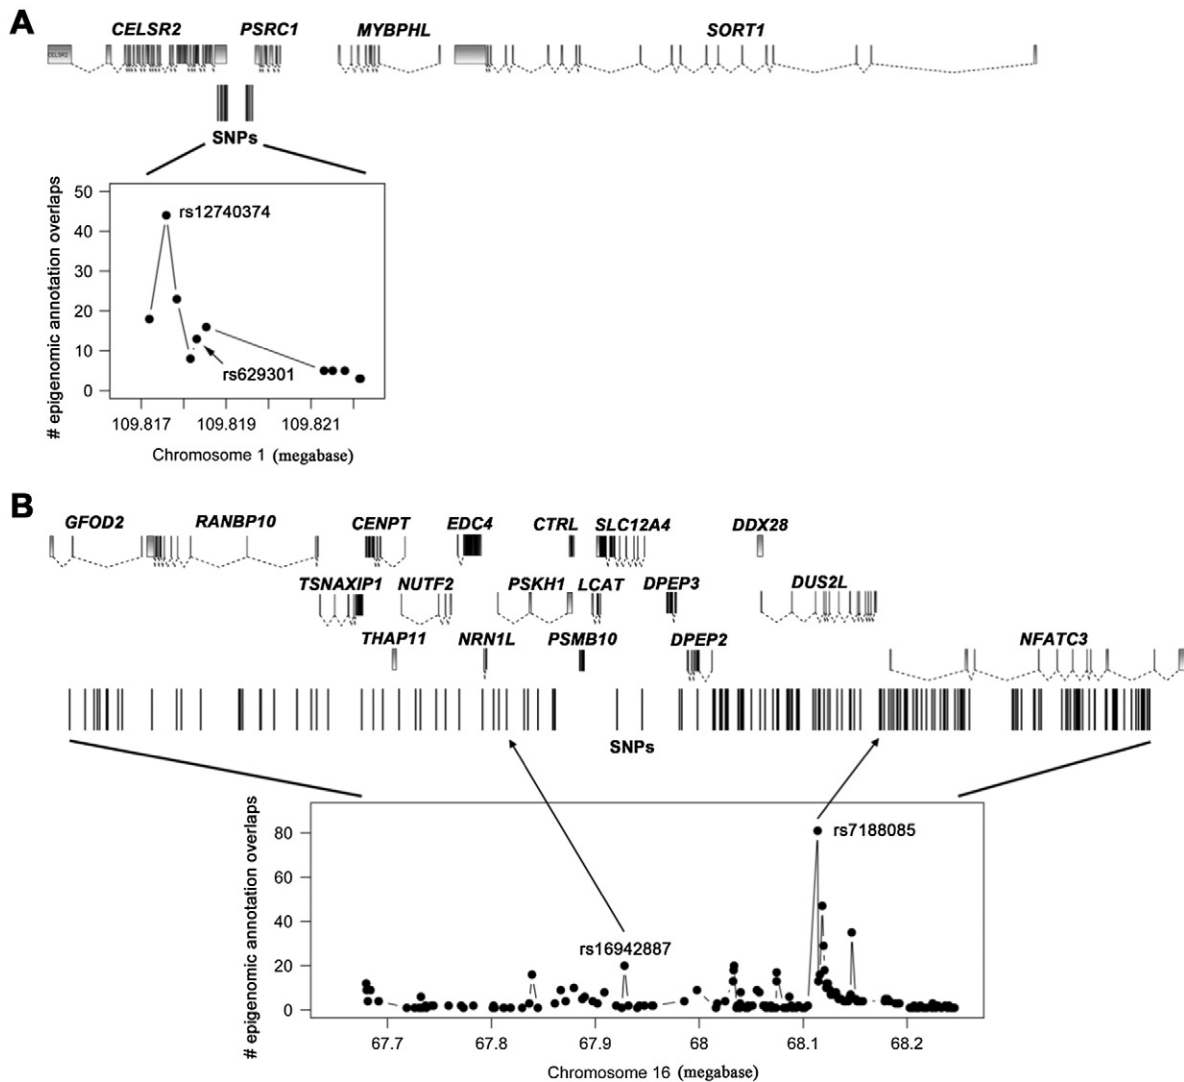 A
CELSR2 PSRC1 MYBPHL SORT1
CELSR2
SNPs
# epigenomic annotation overlaps
50
40
30
20
10
0
rs12740374
rs629301
109.817 109.819 109.821
Chromosome 1 (megabase)
B
GFOD2 RANBP10 CENPT EDC4 CTRL SLC12A4 DDX28
TSNAXIP1 NUTF2 PSKH1 LCAT DPEP3 DUS2L
THAP11 NRN1L PSMB10 DPEP2 NFATC3
SNPs
# epigenomic annotation overlaps
80
60
40
20
0
rs7188085
rs16942887
67.7 67.8 67.9 68 68.1 68.2
Chromosome 16 (megabase)